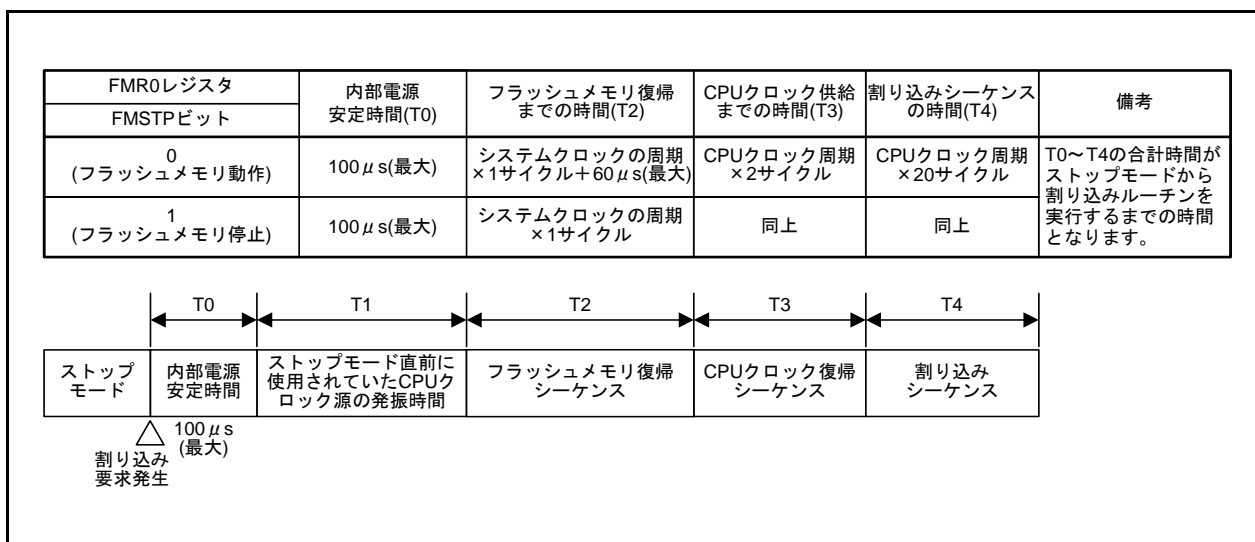 FMR0レジスタ
FMSTPビット
内部電源
安定時間(T0)
フラッシュメモリ復帰
までの時間(T2)
CPUクロック供給
までの時間(T3)
割り込みシーケンス
の時間(T4)
備考
0
(フラッシュメモリ動作)
100μs(最大)
システムクロックの周期
×1サイクル+60μs(最大)
CPUクロック周期
×2サイクル
CPUクロック周期
×20サイクル
T0~T4の合計時間が
ストップモードから
割り込みルーチンを
実行するまでの時間
となります。
1
(フラッシュメモリ停止)
100μs(最大)
システムクロックの周期
×1サイクル
同上
同上
T0
T1
T2
T3
T4
ストップ
モード
内部電源
安定時間
ストップモード直前に
使用されていたCPUク
ロック源の発振時間
フラッシュメモリ復帰
シーケンス
CPUクロック復帰
シーケンス
割り込み
シーケンス
100μs
(最大)
割り込み
要求発生